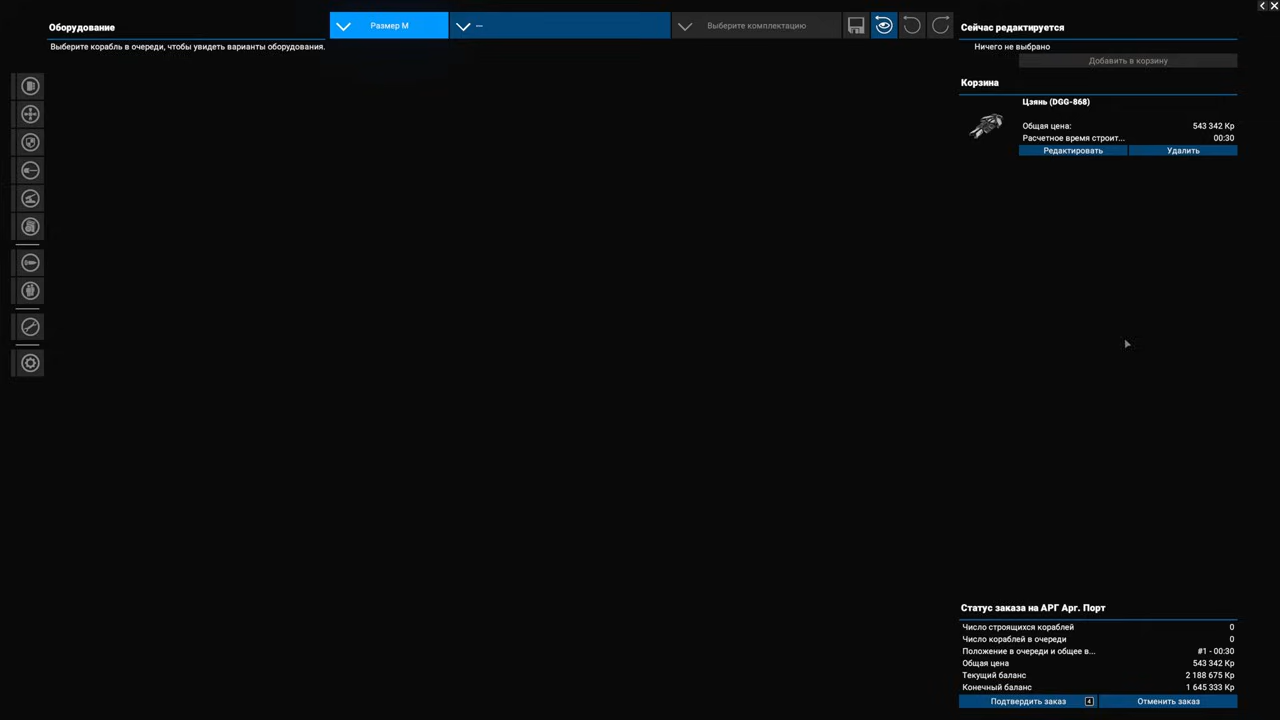 Оборудование
Выберите корабль в очереди, чтобы увидеть варианты оборудования.
Размер M
—
Выберите комплектацию
Сейчас редактируется
Ничего не выбрано
Добавить в корзину
Корзина
Цзянь (DGG-868)
Общая цена: 543 342 Кр
Расчетное время строит... 00:30
Редактировать Удалить
Статус заказа на АРГ Арг. Порт
Число строящихся кораблей 0
Число кораблей в очереди 0
Положение в очереди и общее в... #1 - 00:30
Общая цена 543 342 Кр
Текущий баланс 2 188 675 Кр
Конечный баланс 1 645 333 Кр
Подтвердить заказ 4 Отменить заказ